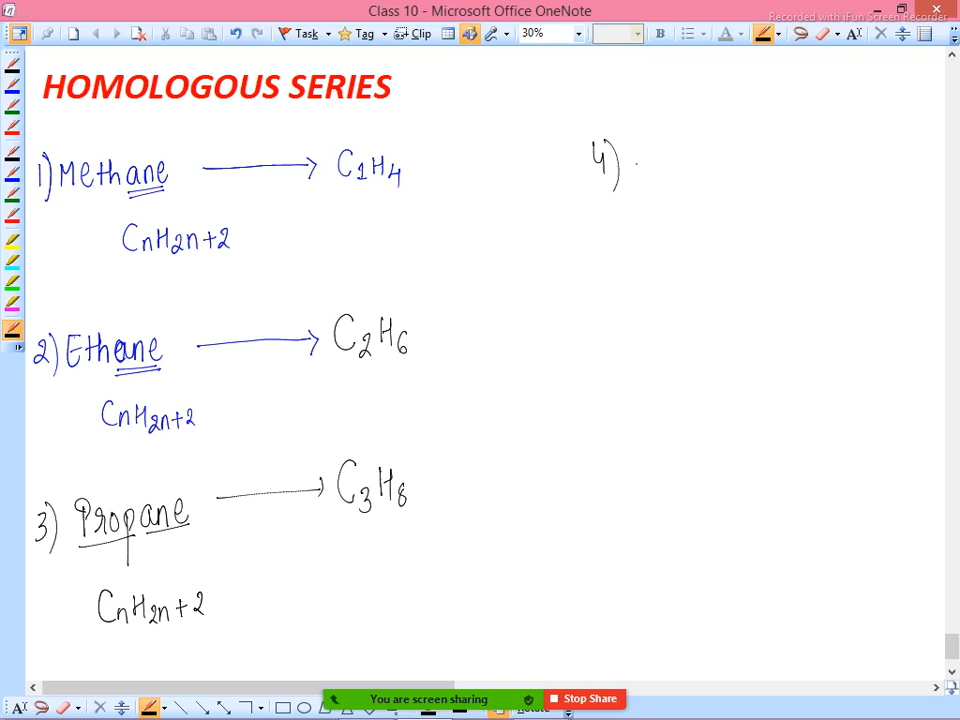 Class 10 - Microsoft Office OneNote
Recorded with iFun Screen Recorder
Task Tag Clip 30% B A
HOMOLOGOUS SERIES
1) Methane → C1H4
CnH2n+2
2) Ethane → C2H6
CnH2n+2
3) Propane → C3H8
CnH2n+2
4)
You are screen sharing Stop Share